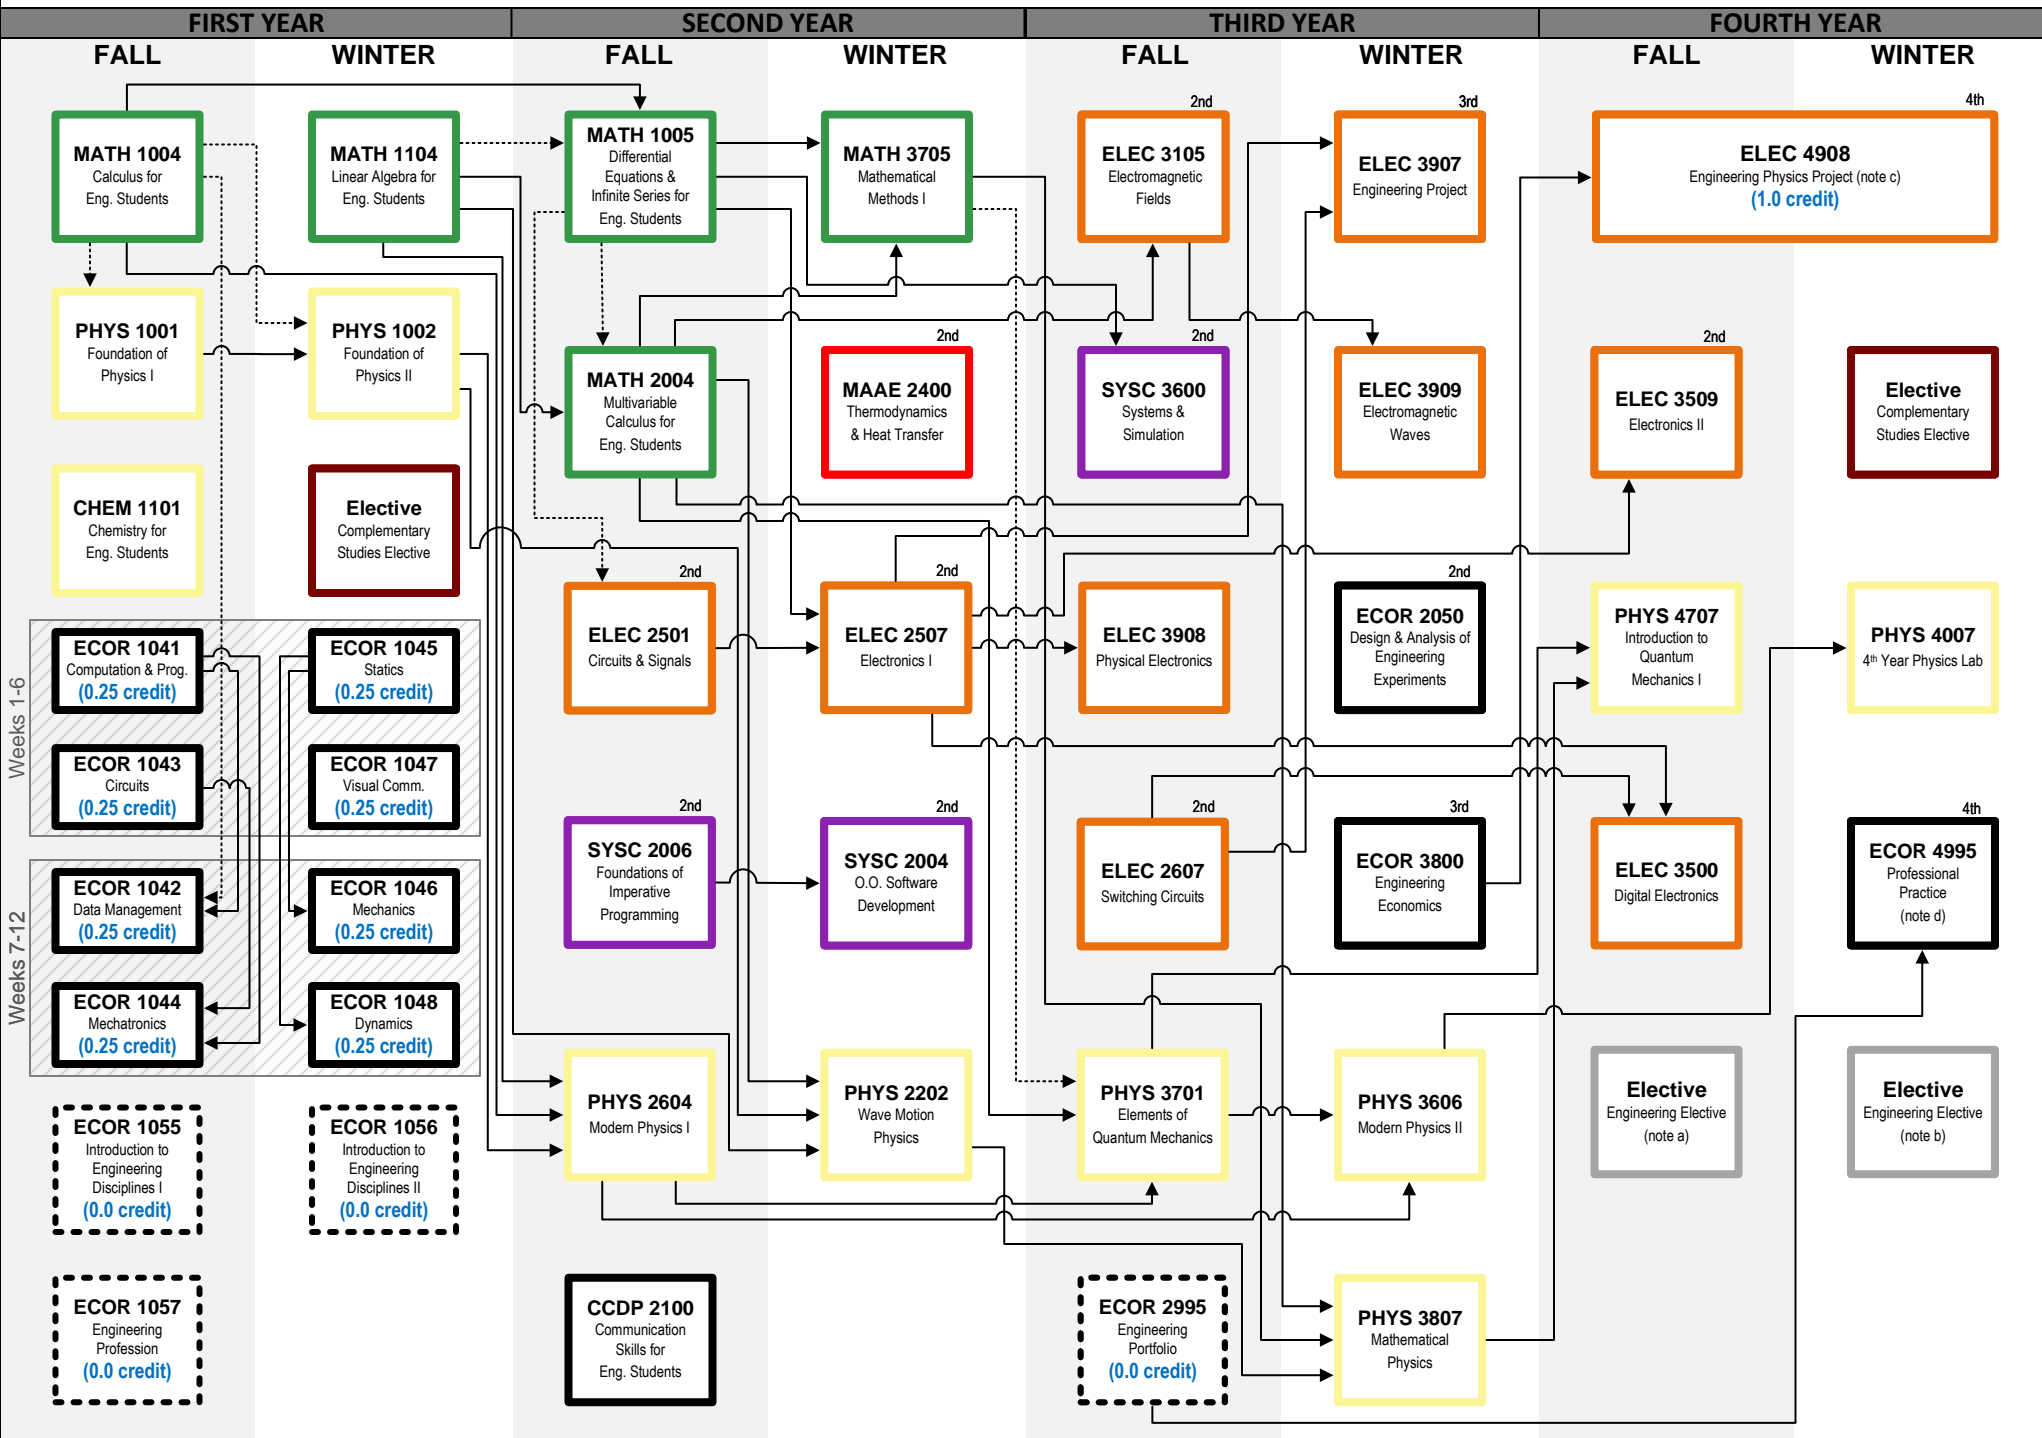 FIRST YEAR
SECOND YEAR
THIRD YEAR
FOURTH YEAR
FALL
WINTER
FALL
WINTER
FALL
WINTER
FALL
WINTER
MATH 1004
Calculus for
Eng. Students
MATH 1104
Linear Algebra for
Eng. Students
MATH 1005
Differential
Equations &
Infinite Series for
Eng. Students
MATH 3705
Mathematical
Methods I
2nd
ELEC 3105
Electromagnetic
Fields
3rd
ELEC 3907
Engineering Project
4th
ELEC 4908
Engineering Physics Project (note c)
(1.0 credit)
PHYS 1001
Foundation of
Physics I
PHYS 1002
Foundation of
Physics II
MATH 2004
Multivariable
Calculus for
Eng. Students
2nd
MAAE 2400
Thermodynamics
& Heat Transfer
2nd
SYSC 3600
Systems &
Simulation
2nd
ELEC 3909
Electromagnetic
Waves
2nd
ELEC 3509
Electronics II
Elective
Complementary
Studies Elective
CHEM 1101
Chemistry for
Eng. Students
Elective
Complementary
Studies Elective
2nd
ELEC 2501
Circuits & Signals
2nd
ELEC 2507
Electronics I
ELEC 3908
Physical Electronics
2nd
ECOR 2050
Design & Analysis of
Engineering
Experiments
PHYS 4707
Introduction to
Quantum
Mechanics I
PHYS 4007
4th Year Physics Lab
Weeks 1-6
ECOR 1041
Computation & Prog.
(0.25 credit)
ECOR 1045
Statics
(0.25 credit)
ECOR 1043
Circuits
(0.25 credit)
ECOR 1047
Visual Comm.
(0.25 credit)
2nd
SYSC 2006
Foundations of
Imperative
Programming
2nd
SYSC 2004
O.O. Software
Development
2nd
ELEC 2607
Switching Circuits
3rd
ECOR 3800
Engineering
Economics
ELEC 3500
Digital Electronics
4th
ECOR 4995
Professional
Practice
(note d)
Weeks 7-12
ECOR 1042
Data Management
(0.25 credit)
ECOR 1046
Mechanics
(0.25 credit)
ECOR 1044
Mechatronics
(0.25 credit)
ECOR 1048
Dynamics
(0.25 credit)
PHYS 2604
Modern Physics I
PHYS 2202
Wave Motion
Physics
PHYS 3701
Elements of
Quantum Mechanics
PHYS 3606
Modern Physics II
Elective
Engineering Elective
(note a)
Elective
Engineering Elective
(note b)
ECOR 1055
Introduction to
Engineering
Disciplines I
(0.0 credit)
ECOR 1056
Introduction to
Engineering
Disciplines II
(0.0 credit)
ECOR 1057
Engineering
Profession
(0.0 credit)
CCDP 2100
Communication
Skills for
Eng. Students
ECOR 2995
Engineering
Portfolio
(0.0 credit)
PHYS 3807
Mathematical
Physics